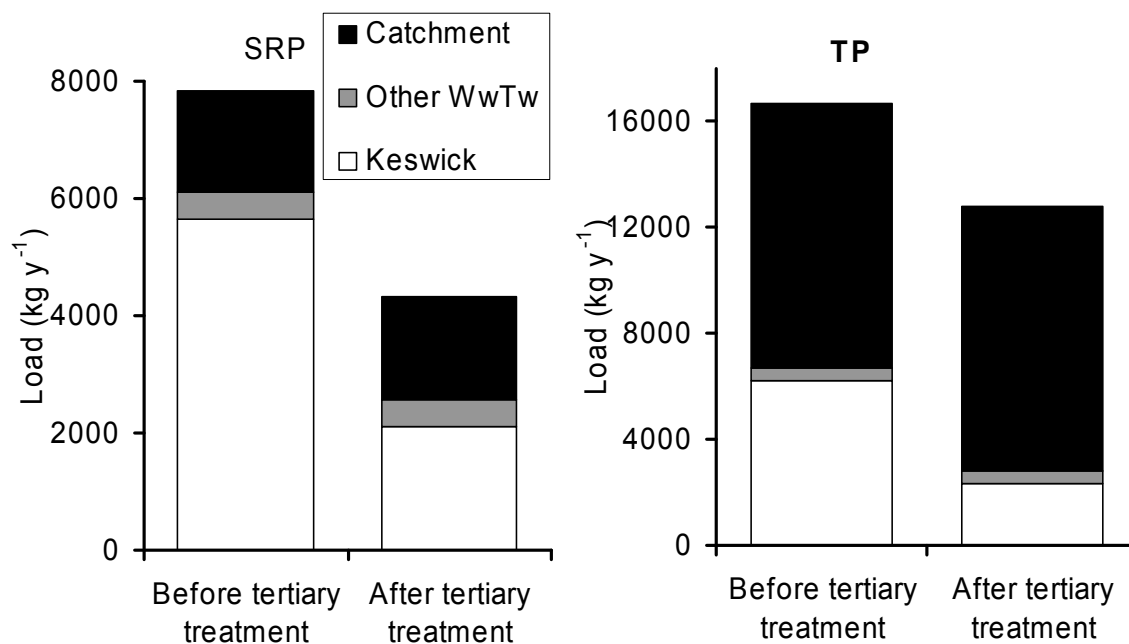 SRP
Catchment
Other WwTw
Keswick
Load (kg y⁻¹)
8000
6000
4000
2000
0
Before tertiary
treatment
After tertiary
treatment
TP
Load (kg y⁻¹)
16000
12000
8000
4000
0
Before tertiary
treatment
After tertiary
treatment